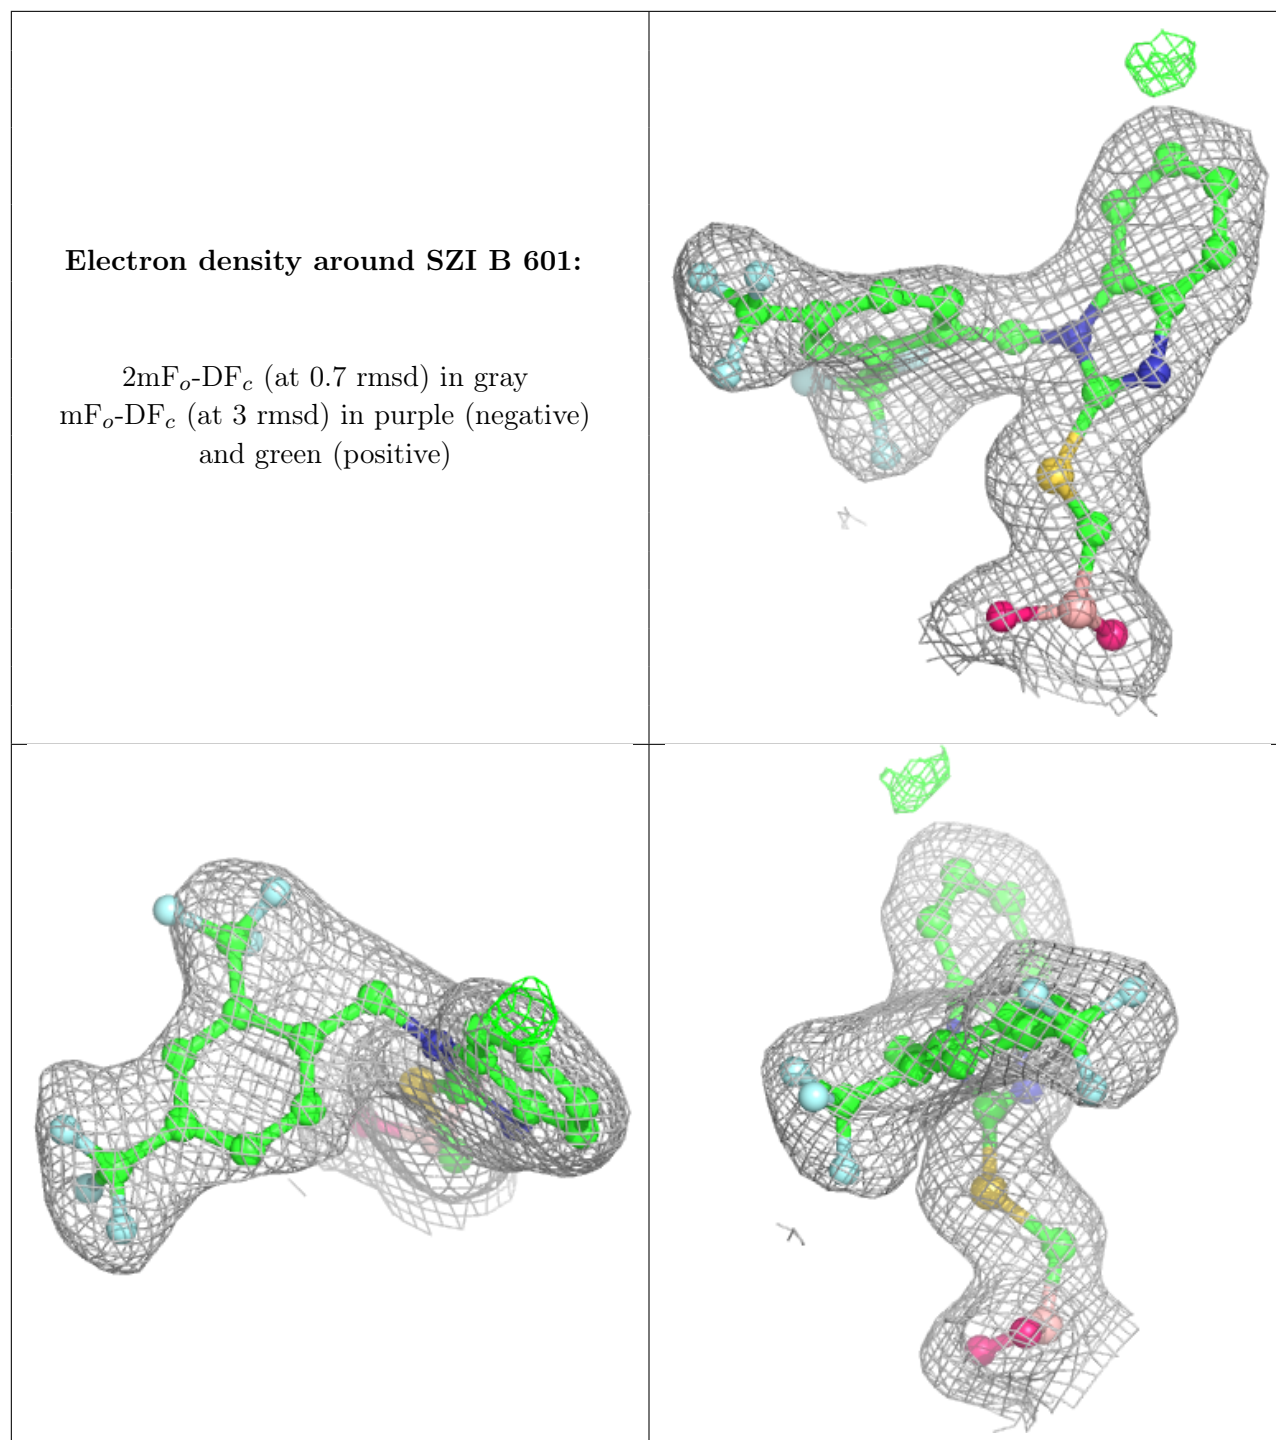 Electron density around SZI B 601:
2mFo-DFc (at 0.7 rmsd) in gray
mFo-DFc (at 3 rmsd) in purple (negative)
and green (positive)